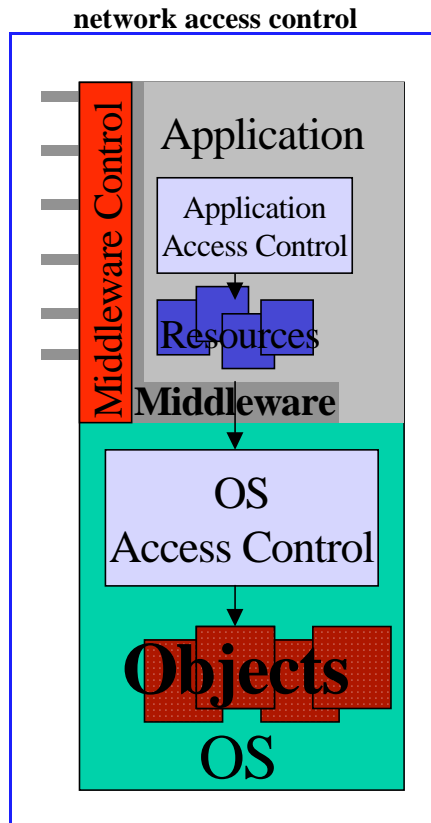 network access control
Middleware Control
Application
Application
Access Control
Resources
Middleware
OS
Access Control
Objects
OS